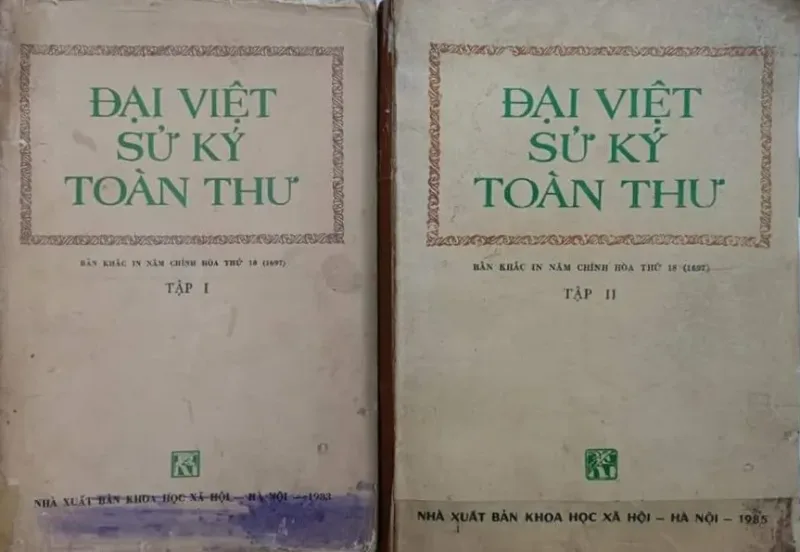 ĐẠI VIỆT
SỬ KÝ
TOÀN THƯ
BẢN KHẮC IN NĂM CHÍNH HÒA THỨ 18 (1697)
TẬP I
NHÀ XUẤT BẢN KHOA HỌC XÃ HỘI - HÀ NỘI - 1983
ĐẠI VIỆT
SỬ KÝ
TOÀN THƯ
BẢN KHẮC IN NĂM CHÍNH HÒA THỨ 18 (1697)
TẬP II
NHÀ XUẤT BẢN KHOA HỌC XÃ HỘI - HÀ NỘI - 1985